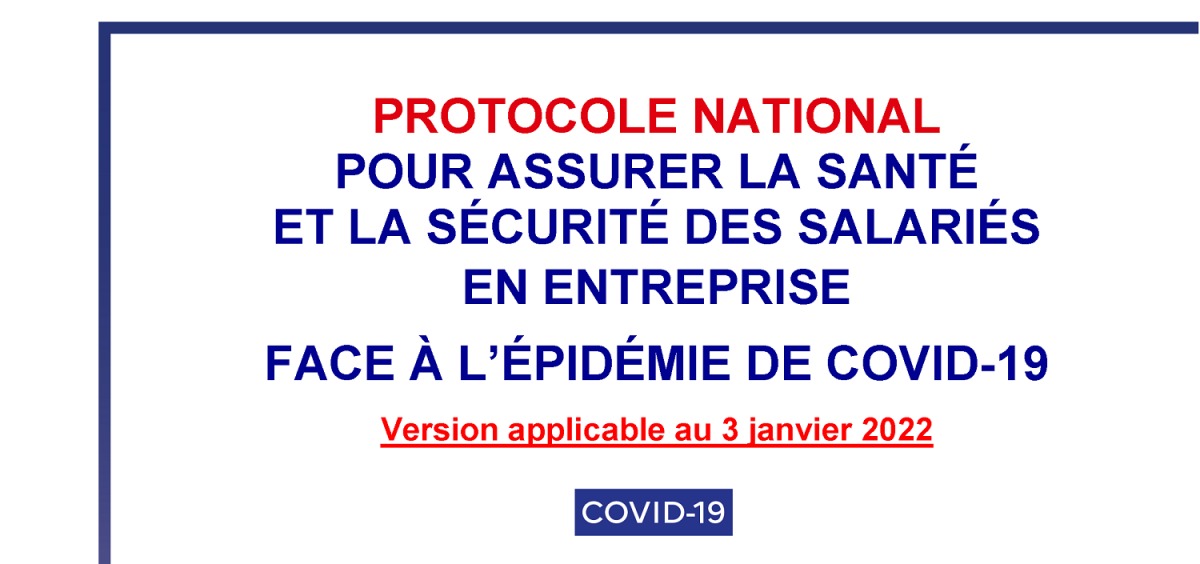 PROTOCOLE NATIONAL
POUR ASSURER LA SANTÉ
ET LA SÉCURITÉ DES SALARIÉS
EN ENTREPRISE
FACE À L’ÉPIDÉMIE DE COVID-19
Version applicable au 3 janvier 2022
COVID-19